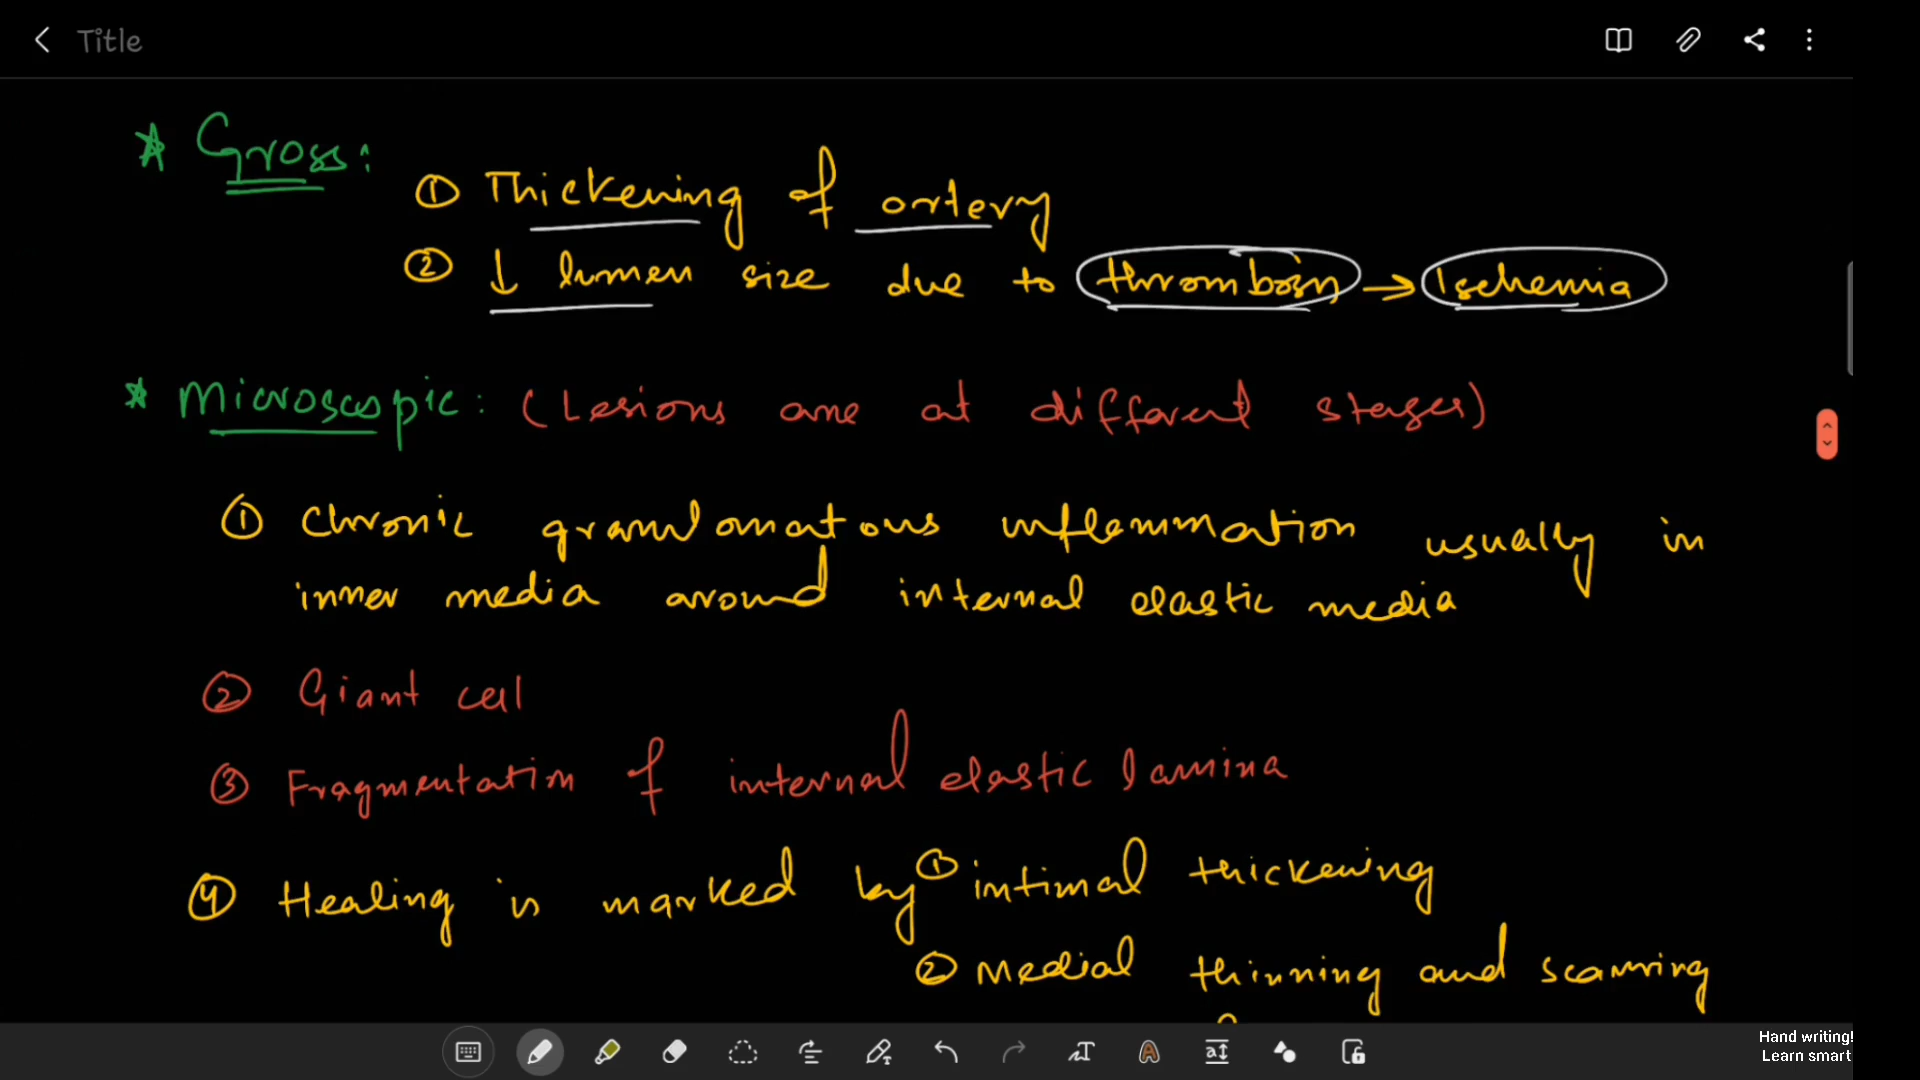 Title
* Gross:
① Thickening of artery
② ↓ lumen size due to thrombosis → Ischemia
* Microscopic: (Lesions are at different stages)
① Chronic granulomatous inflammation usually in
inner media around internal elastic media
② Giant cell
③ Fragmentation of internal elastic lamina
④ Healing is marked by ① intimal thickening
② Medial thinning and scarring
Hand writing!
Learn smart